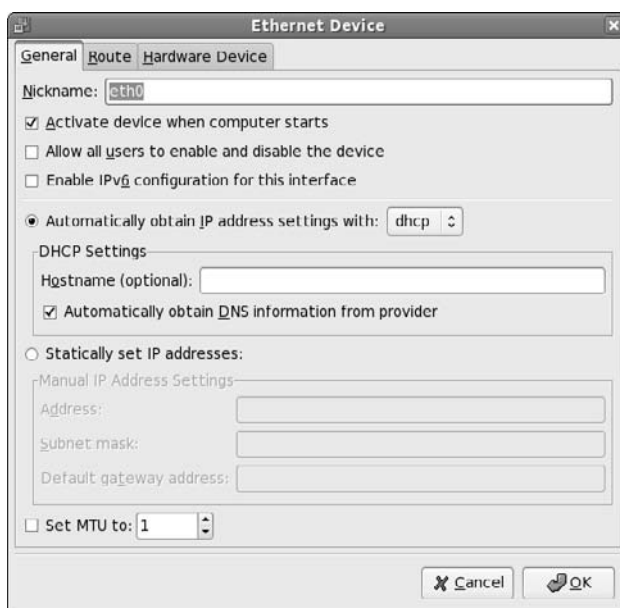 Ethernet Device
General Route Hardware Device
Nickname: eth0
Activate device when computer starts
Allow all users to enable and disable the device
Enable IPv6 configuration for this interface
Automatically obtain IP address settings with: dhcp
DHCP Settings
Hostname (optional):
Automatically obtain DNS information from provider
Statically set IP addresses:
Manual IP Address Settings
Address:
Subnet mask:
Default gateway address:
Set MTU to: 1
Cancel OK